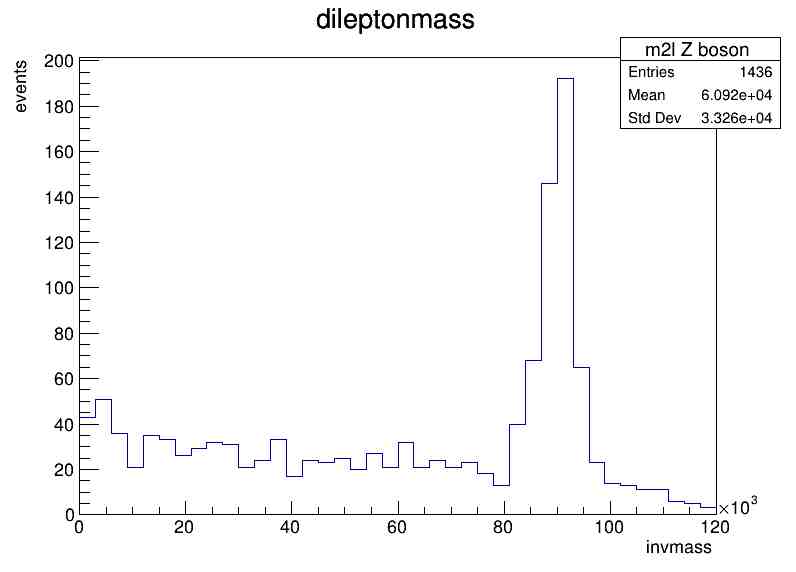 dileptonmass
m2l Z boson
Entries 1436
Mean 6.092e+04
Std Dev 3.326e+04
events
200
180
160
140
120
100
80
60
40
20
0
0 20 40 60 80 100 120
×10³
invmass